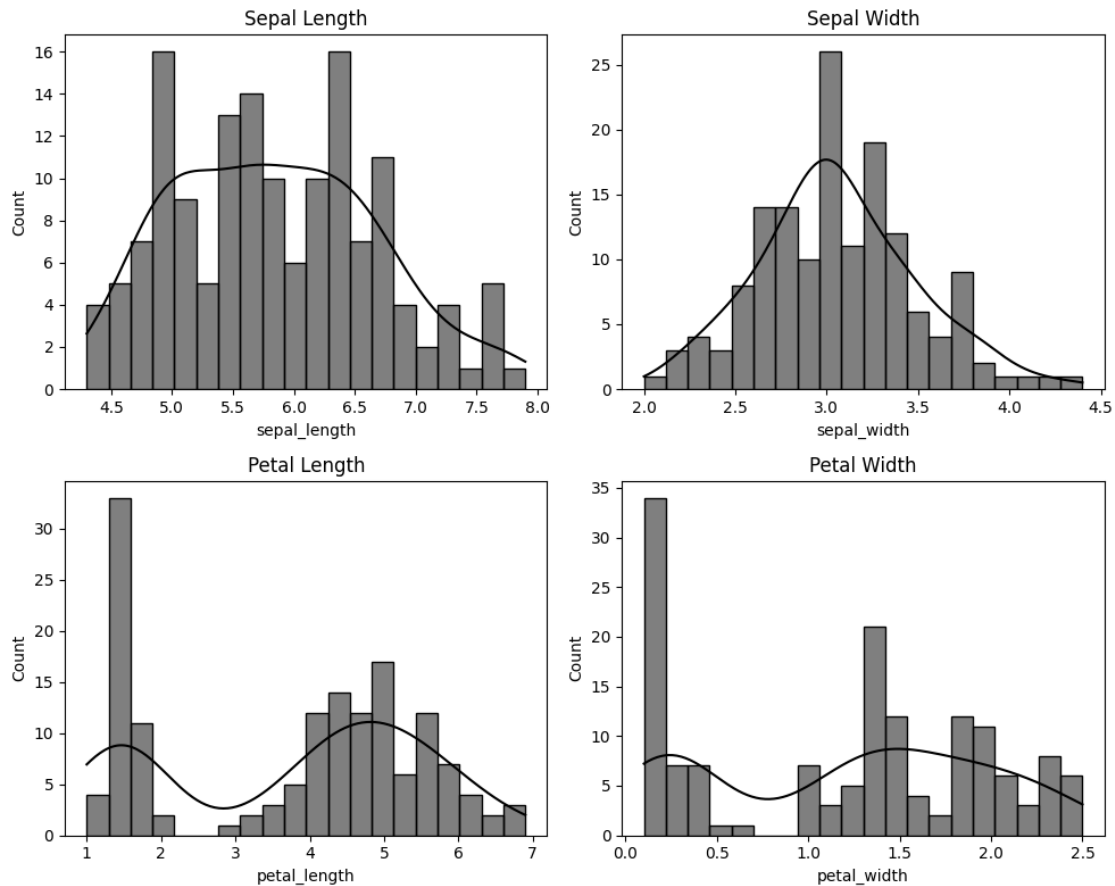 Sepal Length
Sepal Width
16
14
12
10
8
6
4
2
0
Count
4.5 5.0 5.5 6.0 6.5 7.0 7.5 8.0
sepal_length
25
20
15
10
5
0
Count
2.0 2.5 3.0 3.5 4.0 4.5
sepal_width
Petal Length
Petal Width
30
25
20
15
10
5
0
Count
1 2 3 4 5 6 7
petal_length
35
30
25
20
15
10
5
0
Count
0.0 0.5 1.0 1.5 2.0 2.5
petal_width